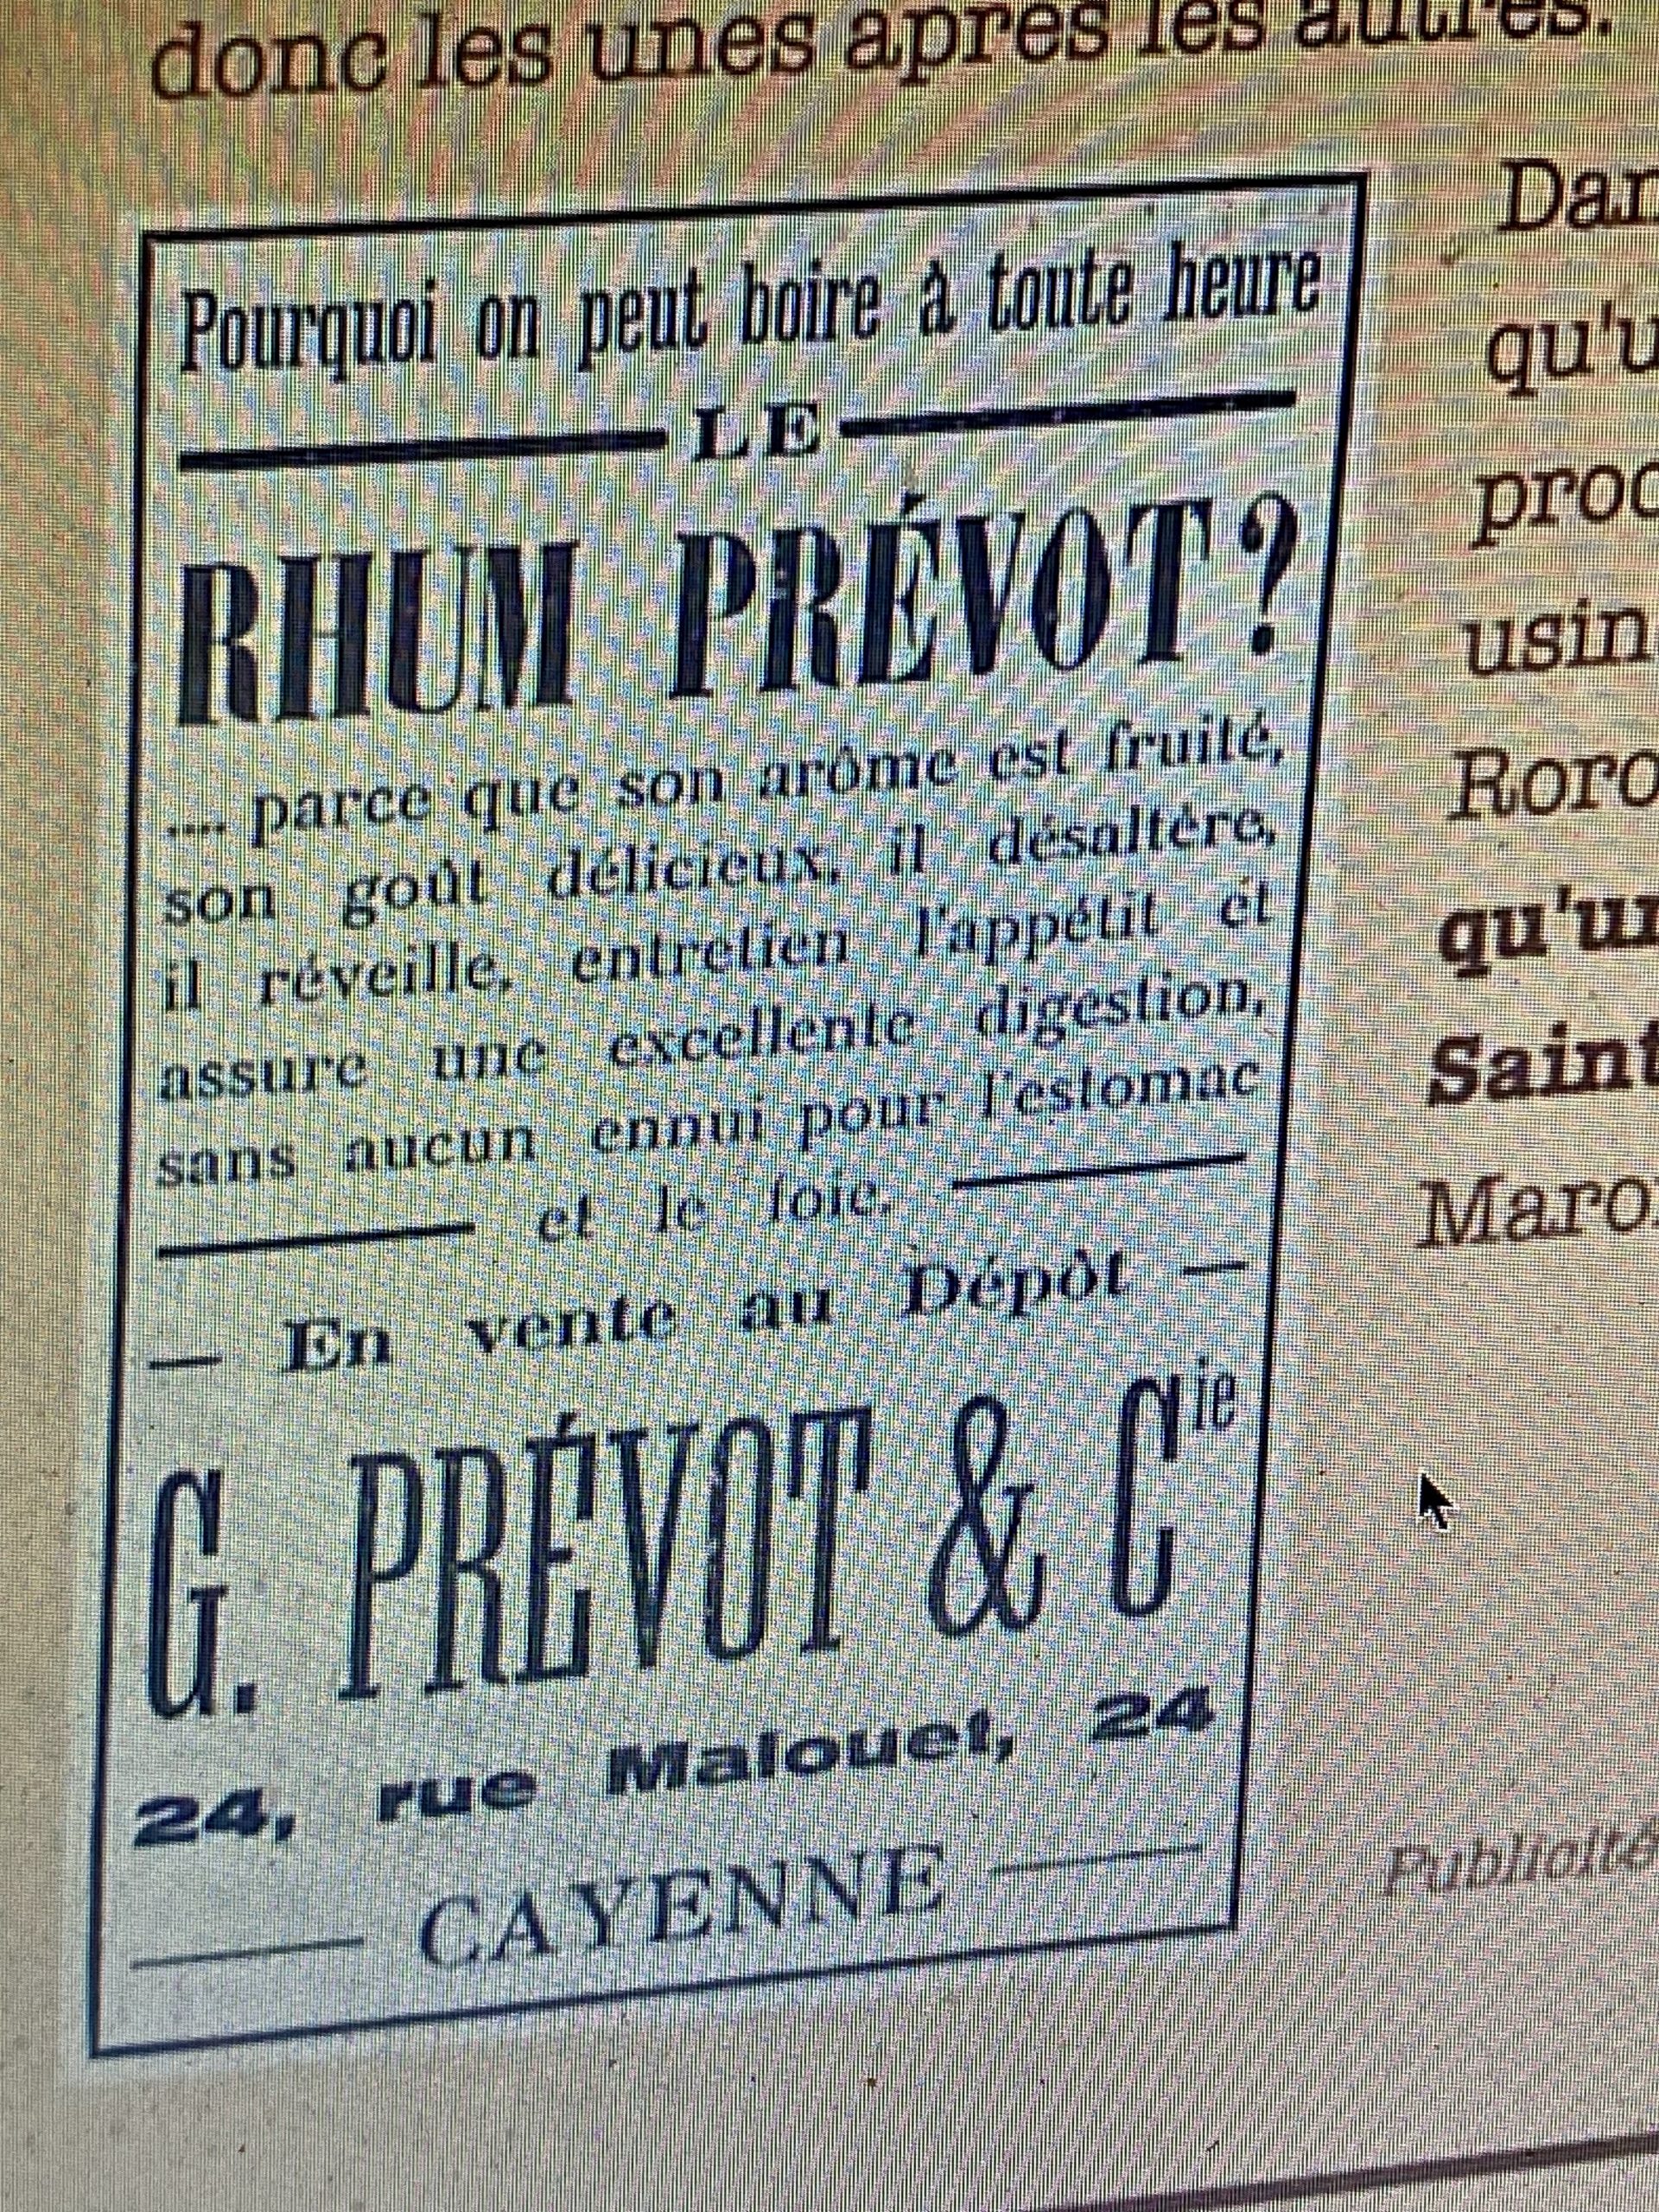 donc les unes après les autres.
Pourquoi on peut boire à toute heure
LE
RHUM PRÉVOT?
.... parce que son arôme est fruité,
son goût délicieux, il désaltère,
il réveille, entretien l'appétit et
assure une excellente digestion,
sans aucun ennui pour l'estomac
et le foie.
— En vente au Dépôt —
G. PRÉVOT & Cie
24, rue Malouet, 24
CAYENNE
Dan
qu'u
proc
usin
Roro
qu'un
Saint
Maro
Publicité